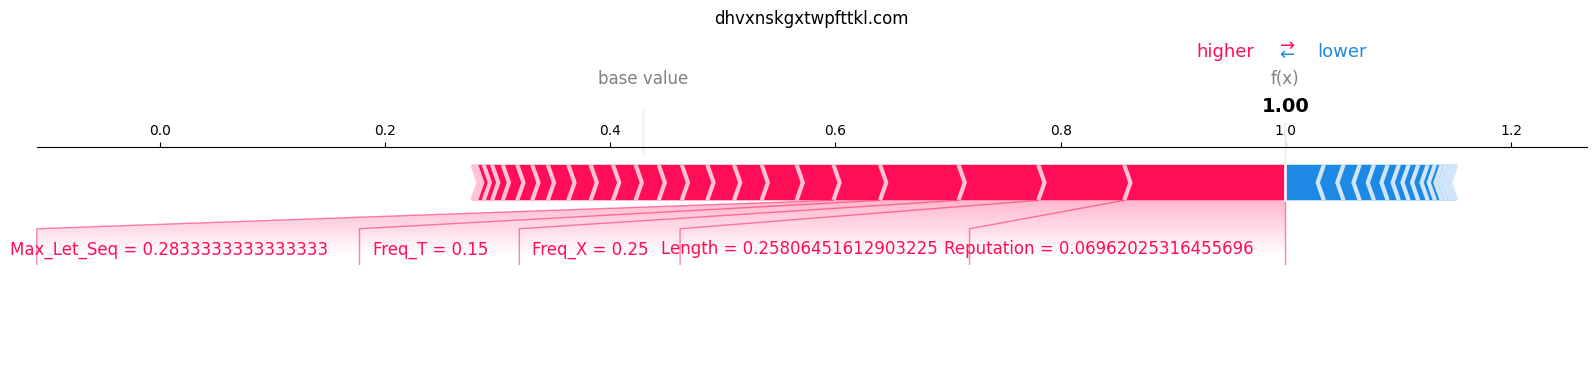 dhvxnskgxtwpfttkl.com
higher ⇄ lower
base value f(x)
1.00
0.0 0.2 0.4 0.6 0.8 1.0 1.2
Max_Let_Seq = 0.2833333333333333 Freq_T = 0.15 Freq_X = 0.25 Length = 0.25806451612903225 Reputation = 0.06962025316455696